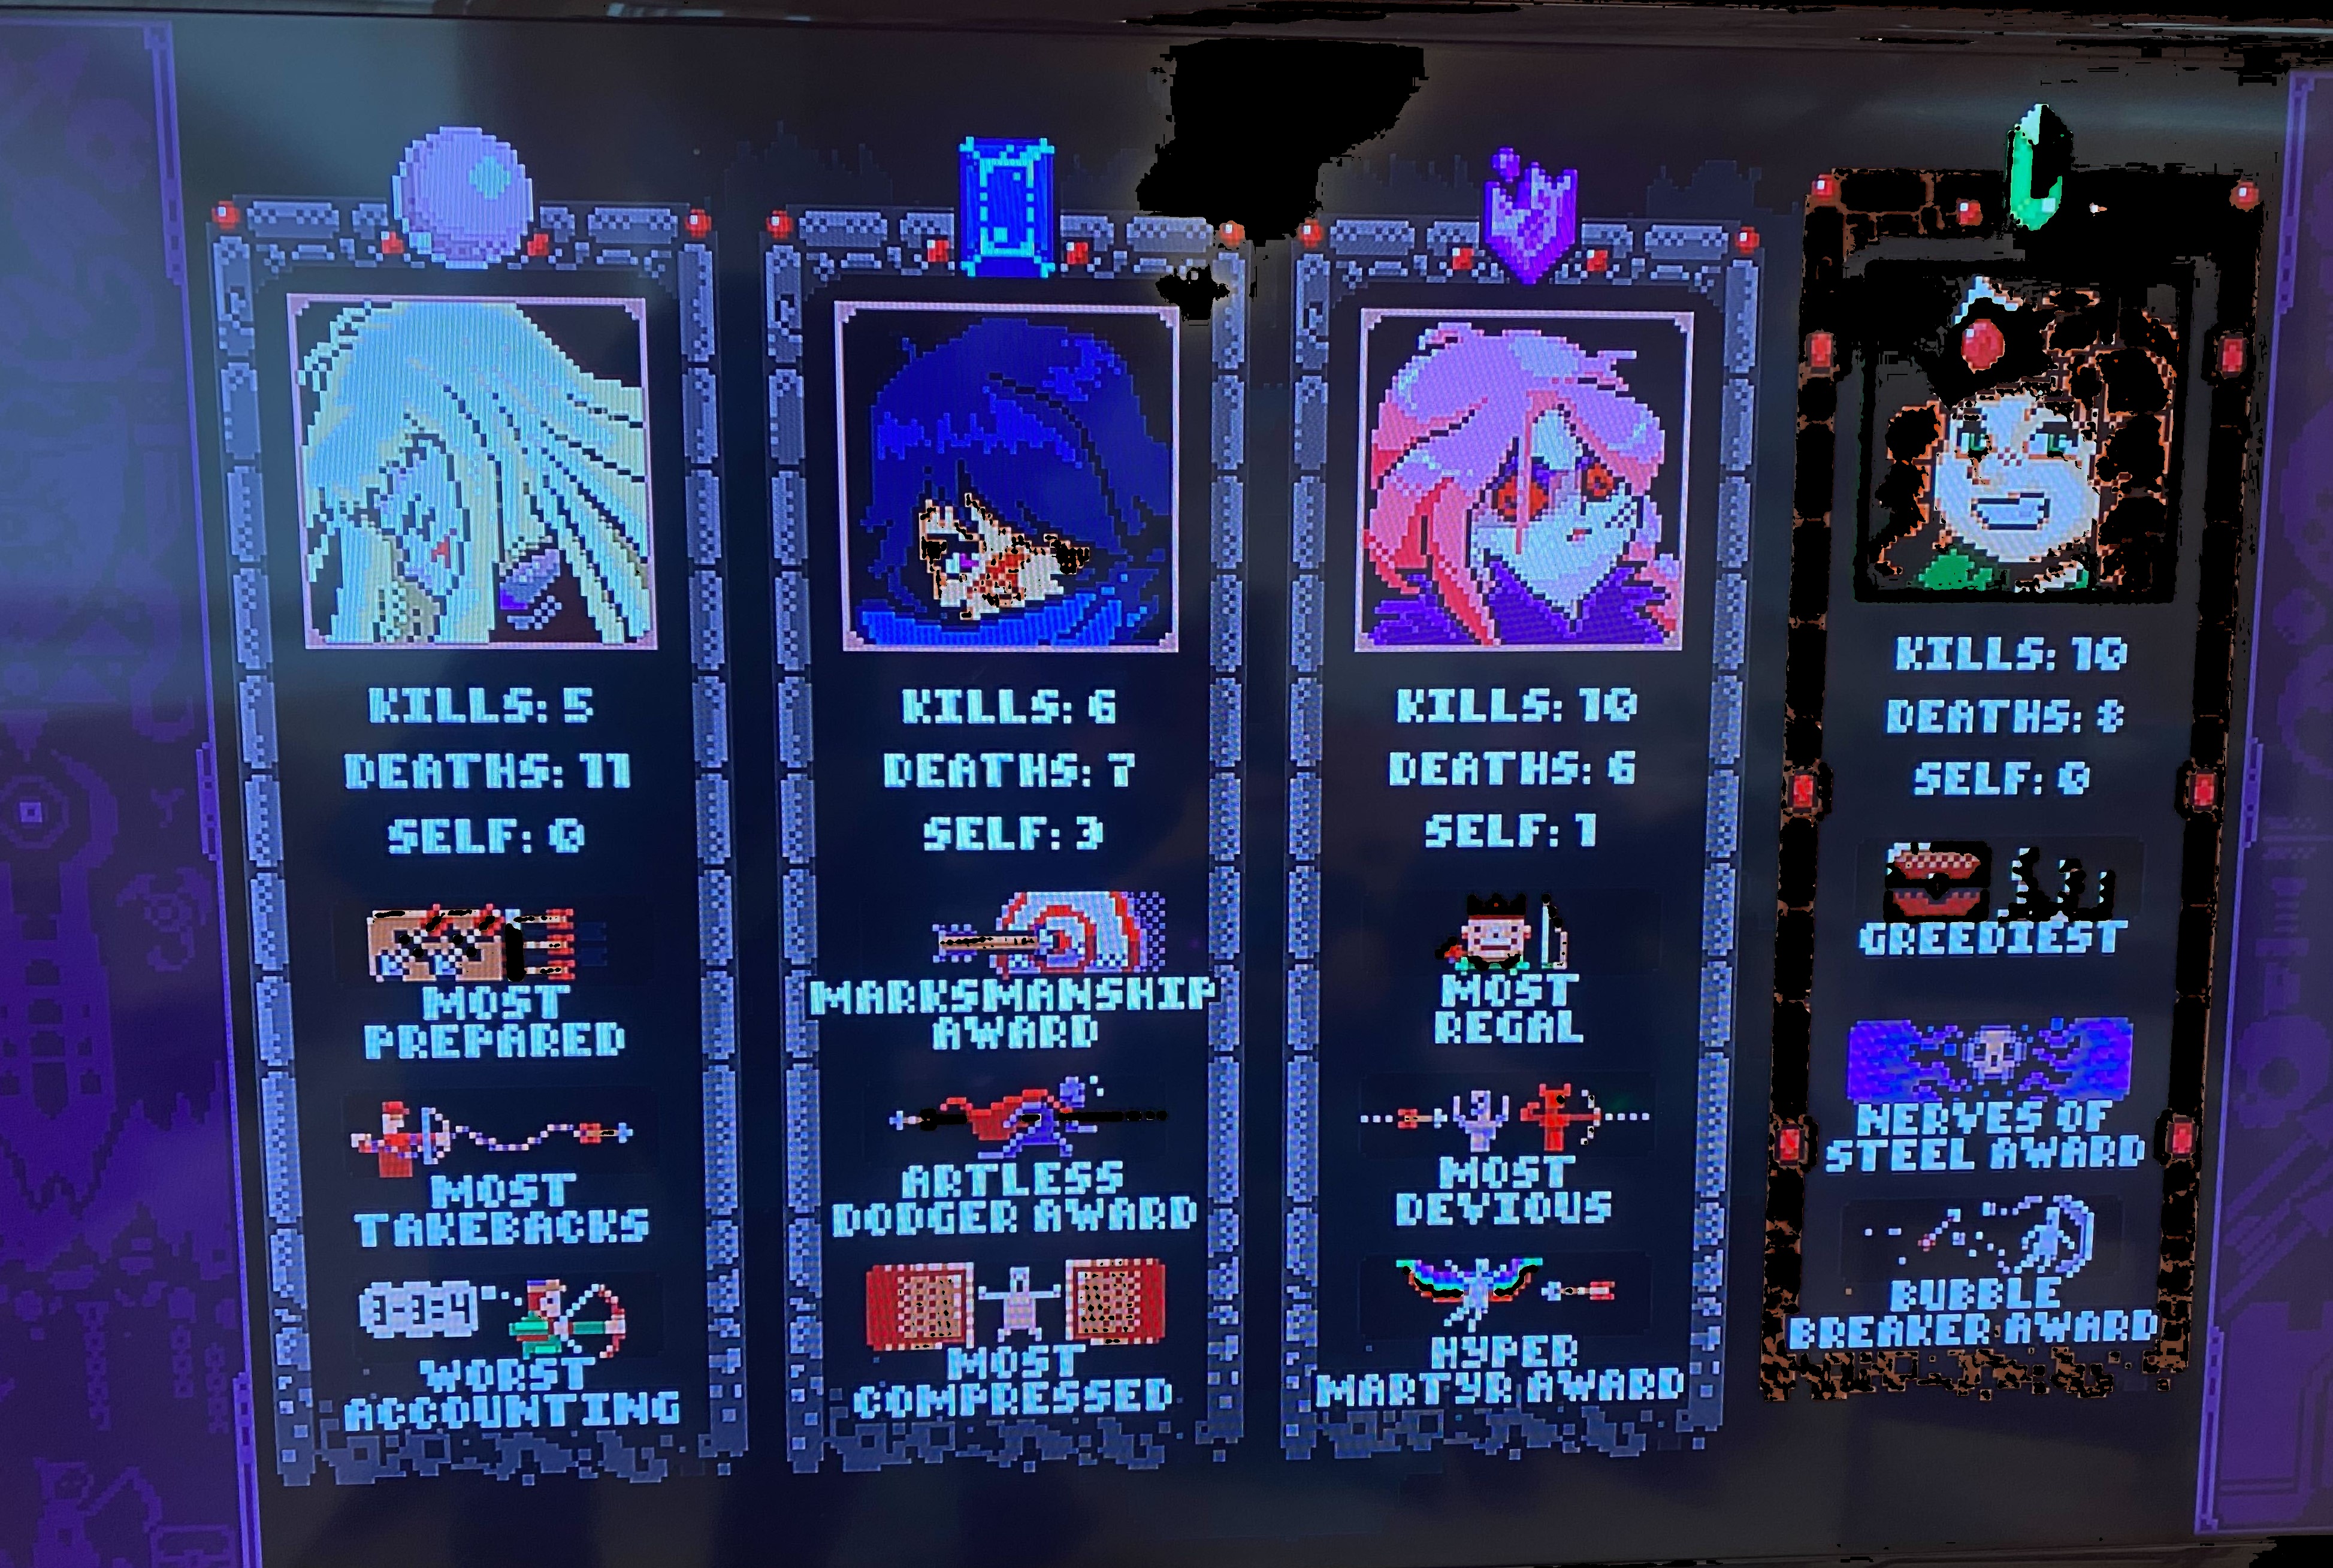 KILLS: 5
DEATHS: 11
SELF: 0
MOST
PREPARED
MOST
TAKEBACKS
WORST
ACCOUNTING
KILLS: 6
DEATHS: 7
SELF: 3
MARKSMANSHIP
AWARD
ARTLESS
DODGER AWARD
MOST
COMPRESSED
KILLS: 10
DEATHS: 6
SELF: 1
MOST
REGAL
MOST
DEVIOUS
HYPER
MARTYR AWARD
KILLS: 10
DEATHS: 8
SELF: 0
GREEDIEST
NERVES OF
STEEL AWARD
BUBBLE
BREAKER AWARD